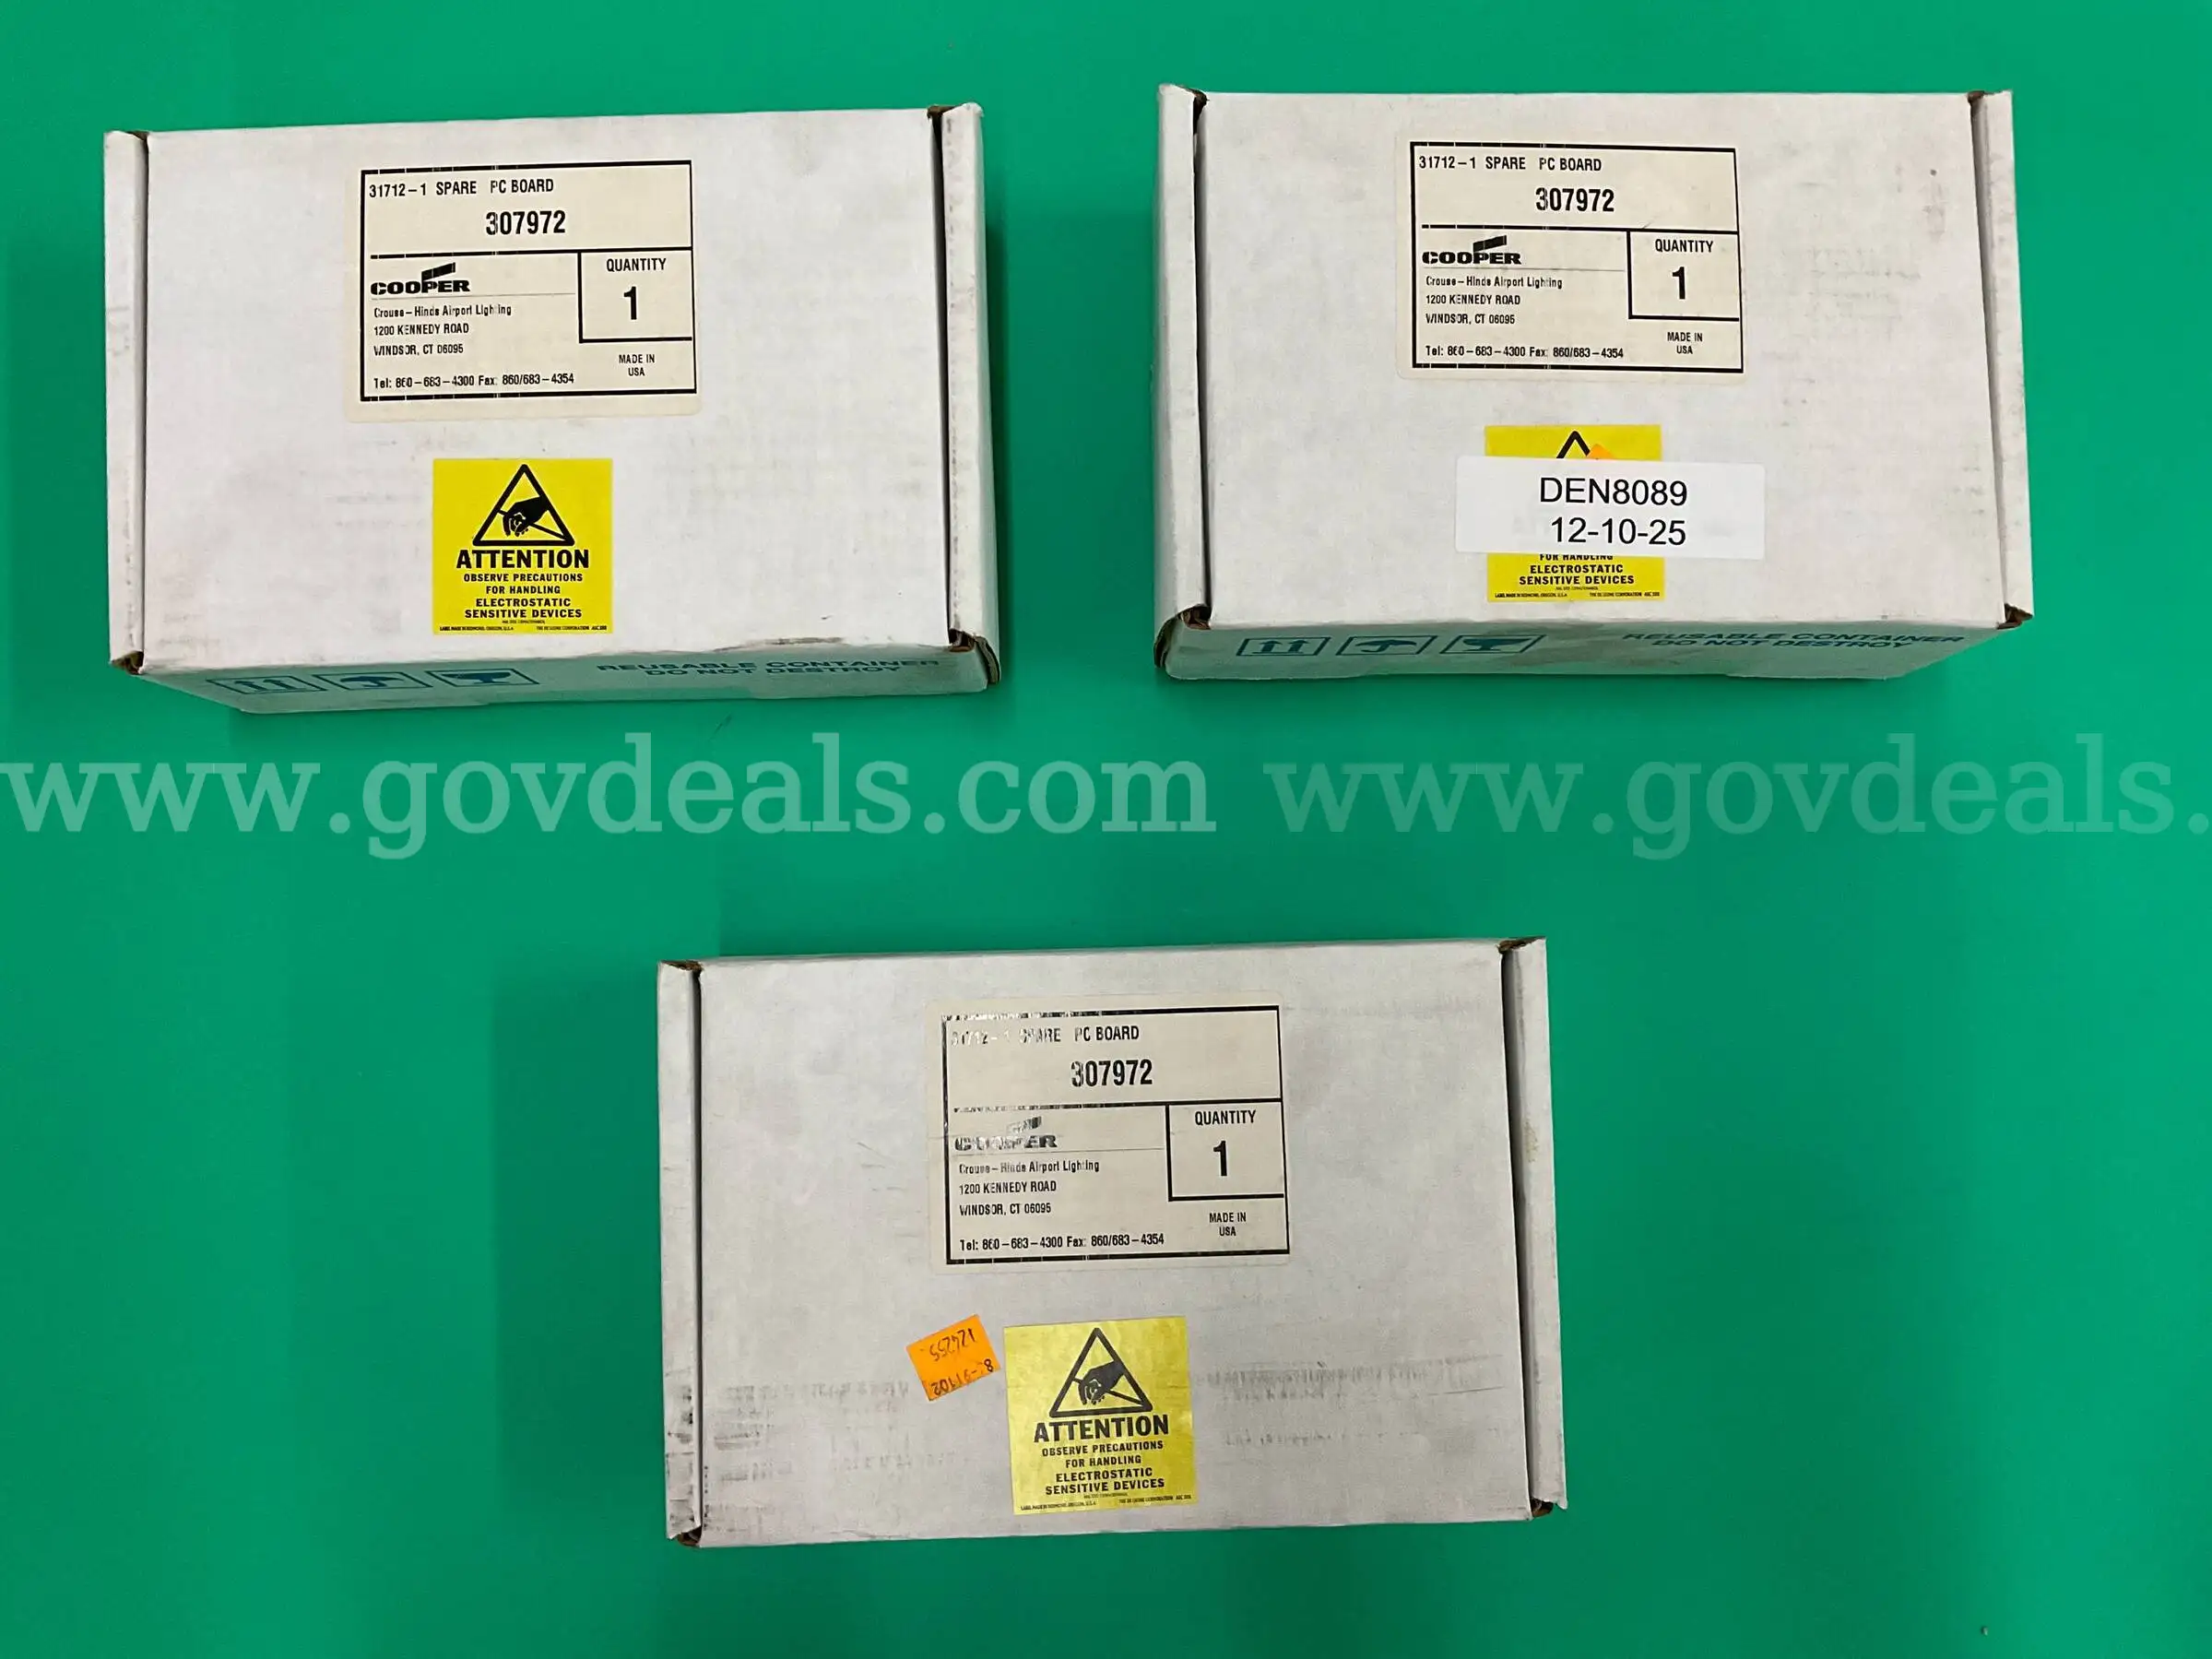 31712-1 SPARE PC BOARD
307972
COOPER
QUANTITY
1
Crouse-Hinds Airport Lighting
1200 KENNEDY ROAD
WINDSOR, CT 06095
Tel: 860-683-4300 Fax: 860/683-4354
MADE IN
USA
ATTENTION
OBSERVE PRECAUTIONS
FOR HANDLING
ELECTROSTATIC
SENSITIVE DEVICES
REUSABLE CONTAINER
DO NOT DESTROY
31712-1 SPARE PC BOARD
307972
COOPER
QUANTITY
1
Crouse-Hinds Airport Lighting
1200 KENNEDY ROAD
WINDSOR, CT 06095
Tel: 860-683-4300 Fax: 860/683-4354
MADE IN
USA
DEN8089
12-10-25
FOR HANDLING
ELECTROSTATIC
SENSITIVE DEVICES
REUSABLE CONTAINER
DO NOT DESTROY
www.govdeals.com www.govdeals.
31712-1 SPARE PC BOARD
307972
COOPER
QUANTITY
1
Crouse-Hinds Airport Lighting
1200 KENNEDY ROAD
WINDSOR, CT 06095
Tel: 860-683-4300 Fax: 860/683-4354
MADE IN
USA
ATTENTION
OBSERVE PRECAUTIONS
FOR HANDLING
ELECTROSTATIC
SENSITIVE DEVICES